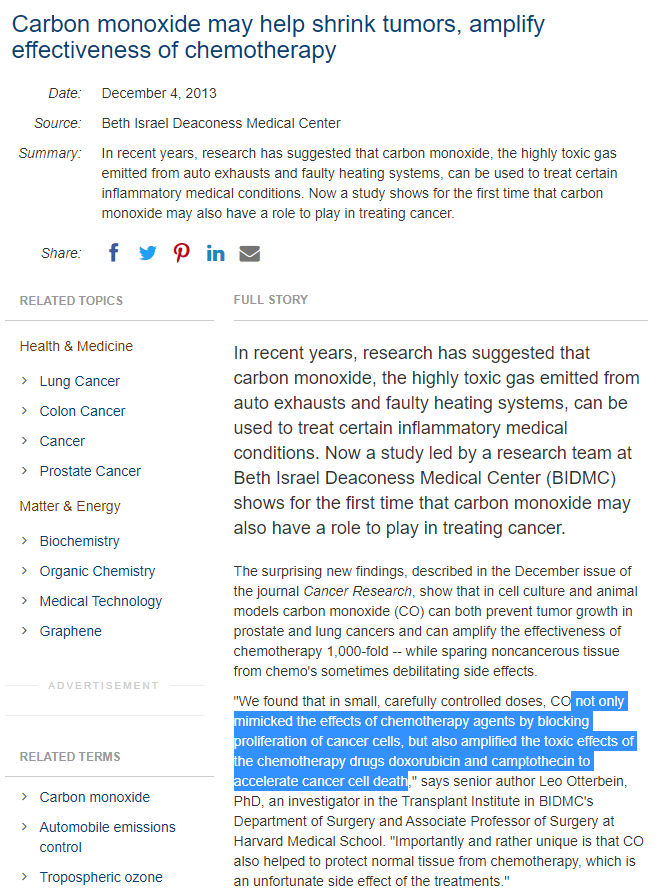 Carbon monoxide may help shrink tumors, amplify
effectiveness of chemotherapy
Date: December 4, 2013
Source: Beth Israel Deaconess Medical Center
Summary: In recent years, research has suggested that carbon monoxide, the highly toxic gas
emitted from auto exhausts and faulty heating systems, can be used to treat certain
inflammatory medical conditions. Now a study shows for the first time that carbon
monoxide may also have a role to play in treating cancer.
Share:
RELATED TOPICS
Health & Medicine
Lung Cancer
Colon Cancer
Cancer
Prostate Cancer
Matter & Energy
Biochemistry
Organic Chemistry
Medical Technology
Graphene
ADVERTISEMENT
RELATED TERMS
Carbon monoxide
Automobile emissions
control
Tropospheric ozone
FULL STORY
In recent years, research has suggested that
carbon monoxide, the highly toxic gas emitted from
auto exhausts and faulty heating systems, can be
used to treat certain inflammatory medical
conditions. Now a study led by a research team at
Beth Israel Deaconess Medical Center (BIDMC)
shows for the first time that carbon monoxide may
also have a role to play in treating cancer.
The surprising new findings, described in the December issue of
the journal Cancer Research, show that in cell culture and animal
models carbon monoxide (CO) can both prevent tumor growth in
prostate and lung cancers and can amplify the effectiveness of
chemotherapy 1,000-fold -- while sparing noncancerous tissue
from chemo's sometimes debilitating side effects.
"We found that in small, carefully controlled doses, CO not only
mimicked the effects of chemotherapy agents by blocking
proliferation of cancer cells, but also amplified the toxic effects of
the chemotherapy drugs doxorubicin and camptothecin to
accelerate cancer cell death," says senior author Leo Otterbein,
PhD, an investigator in the Transplant Institute in BIDMC's
Department of Surgery and Associate Professor of Surgery at
Harvard Medical School. "Importantly and rather unique is that CO
also helped to protect normal tissue from chemotherapy, which is
an unfortunate side effect of the treatments."